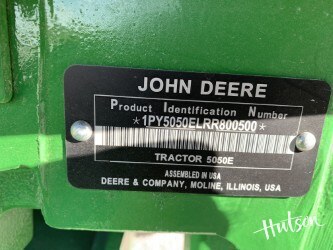 JOHN DEERE
Product Identification Number
*1PY5050ELRR800500*
TRACTOR 5050E
ASSEMBLED IN USA
DEERE & COMPANY, MOLINE, ILLINOIS, USA
Hutson